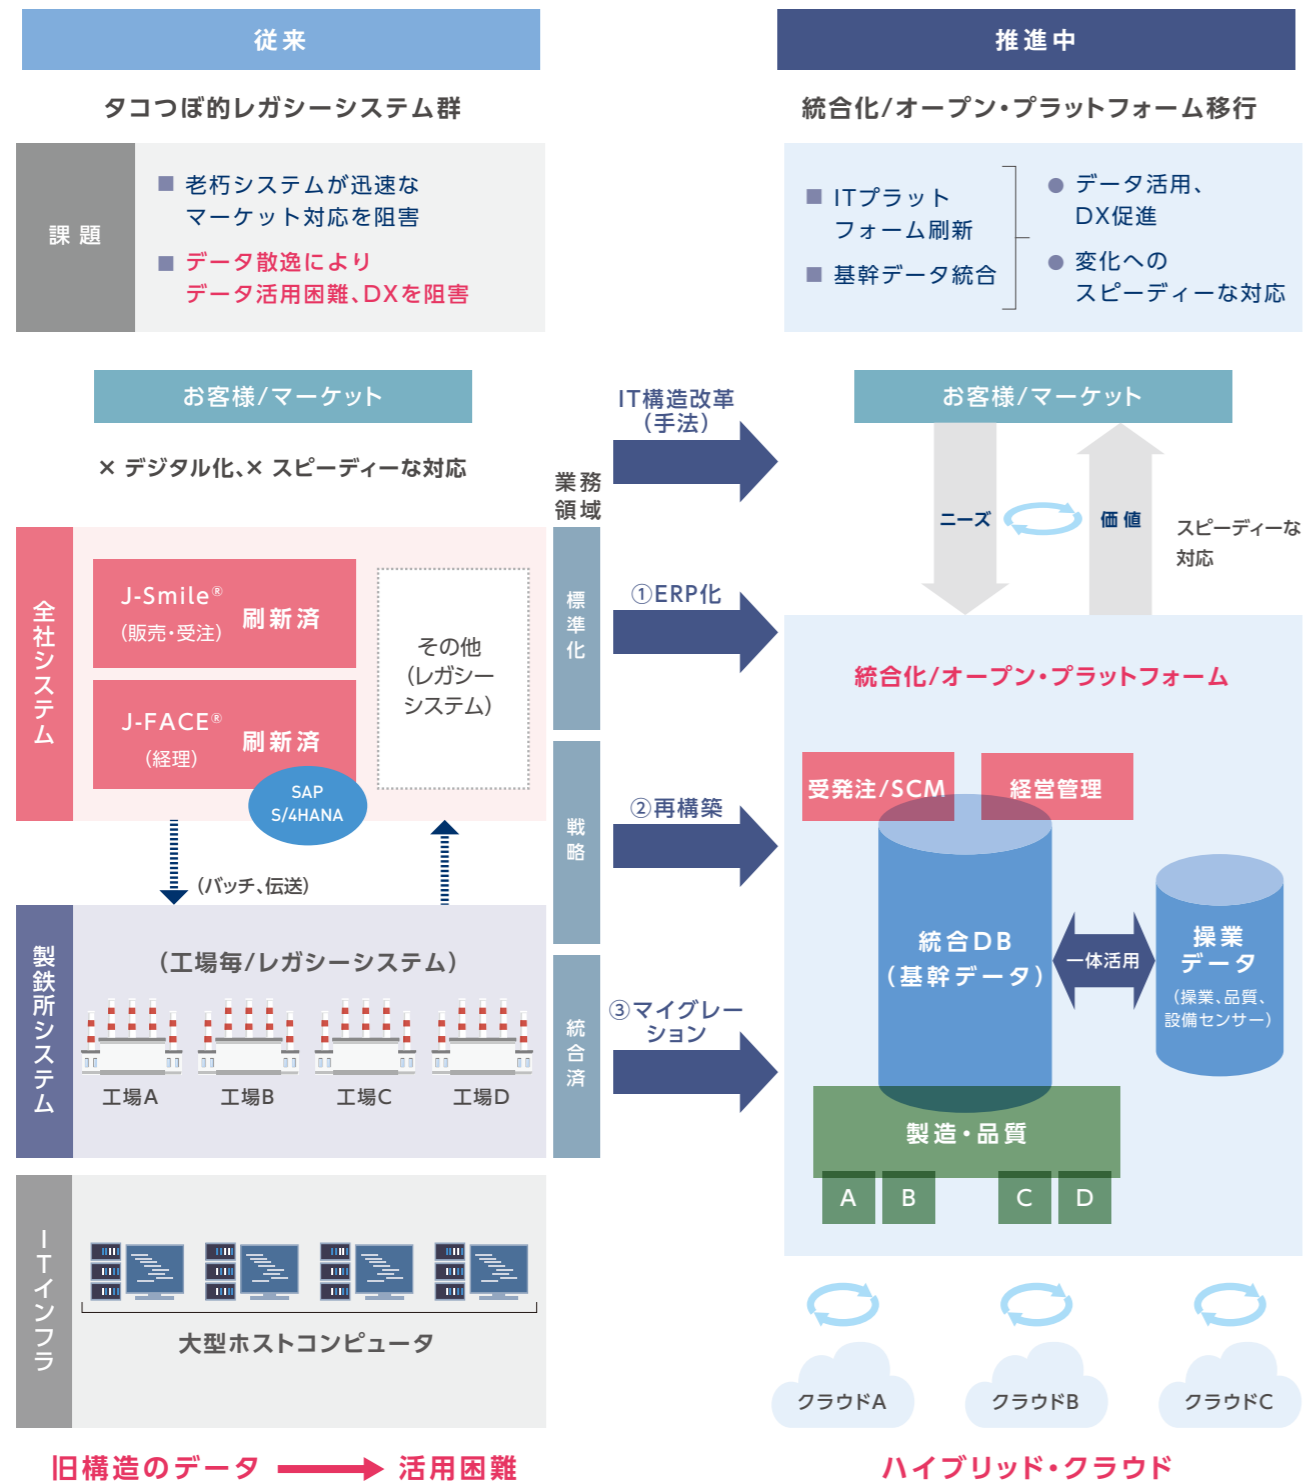 従来
タコつぼ的レガシーシステム群
課題
■ 老朽システムが迅速な
マーケット対応を阻害
■ データ散逸により
データ活用困難、DXを阻害
お客様/マーケット
× デジタル化、× スピーディーな対応
全社システム
J-Smile®
(販売・受注)
刷新済
J-FACE®
(経理)
刷新済
SAP
S/4HANA
その他
(レガシー
システム)
(バッチ、伝送)
製鉄所システム
(工場毎/レガシーシステム)
工場A
工場B
工場C
工場D
ITインフラ
大型ホストコンピュータ
旧構造のデータ
活用困難
業務
領域
標準化
戦略
統合済
IT構造改革
(手法)
①ERP化
②再構築
③マイグレー
ション
推進中
統合化/オープン・プラットフォーム移行
■ ITプラット
フォーム刷新
■ 基幹データ統合
● データ活用、
DX促進
● 変化への
スピーディーな対応
お客様/マーケット
ニーズ
価値
スピーディーな
対応
統合化/オープン・プラットフォーム
受発注/SCM
経営管理
統合DB
(基幹データ)
一体活用
操業
データ
(操業、品質、
設備センサー)
製造・品質
A
B
C
D
クラウドA
クラウドB
クラウドC
ハイブリッド・クラウド